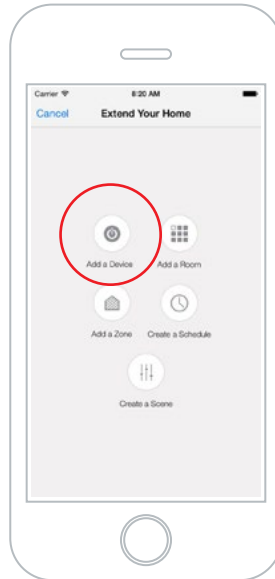 Carrier 8:20 AM
Cancel Extend Your Home
Add a Device Add a Room
Add a Zone Create a Schedule
Create a Scene